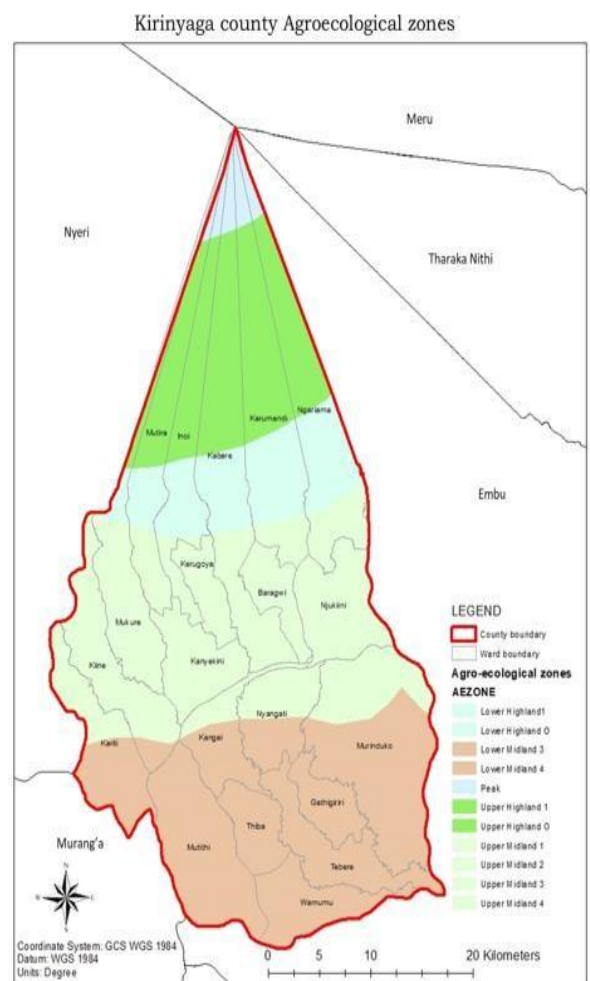 Kirinyaga county Agroecological zones
Meru
Nyeri
Tharaka Nithi
Ngariama
Karumandi
Mutira
Inoi
Kabare
Embu
Kerugoya
Baragwi
Njukiini
LEGEND
County boundary
Mukure
Ward boundary
Kiine
Kanyekini
Agro-ecological zones
AEZONE
Lower Highland1
Nyangati
Lower Highland 0
Kariti
Kangai
Murinduko
Lower Midland 3
Lower Midland 4
Peak
Gathigiriri
Upper Highland 1
Thiba
Upper Highland 0
Murang'a
Mutithi
Upper Midland 1
Tebere
Upper Midland 2
N
Upper Midland 3
W E
Wamumu
Upper Midland 4
S
Coordinate System: GCS WGS 1984
Datum: WGS 1984
Units: Degree
0 5 10 20 Kilometers